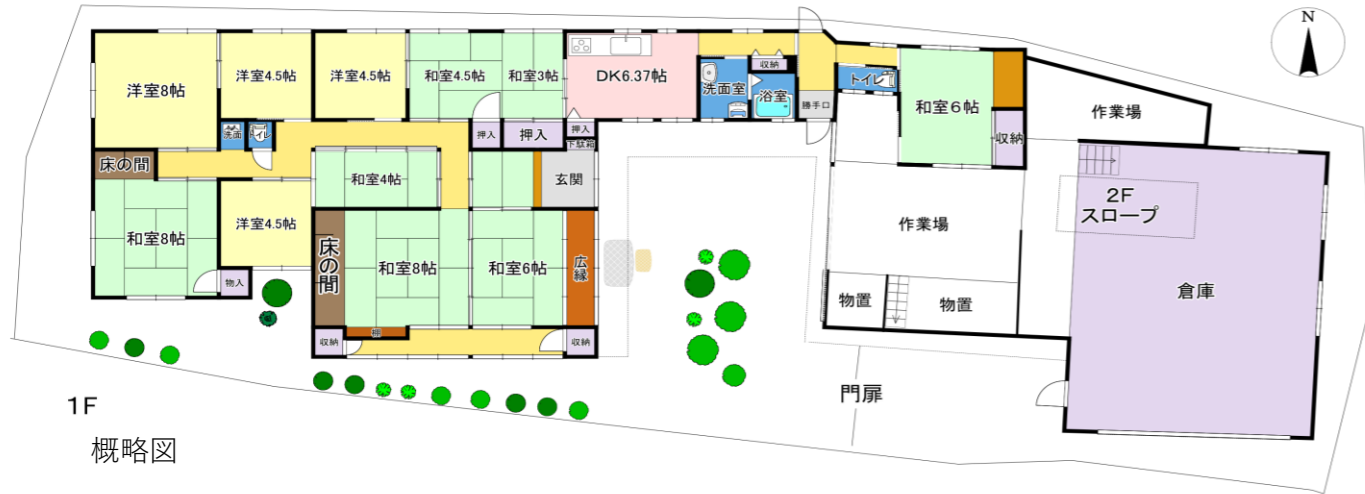 N
洋室8帖
洋室4.5帖
洋室4.5帖
和室4.5帖
和室3帖
DK6.37帖
収納
洗面室
浴室
勝手口
トイレ
和室6帖
収納
作業場
洗面
トイレ
押入
押入
押入
下駄箱
床の間
和室4帖
玄関
2F
スロープ
和室8帖
洋室4.5帖
床の間
和室8帖
和室6帖
広縁
作業場
物入
物置
物置
倉庫
棚
収納
収納
門扉
1F
概略図